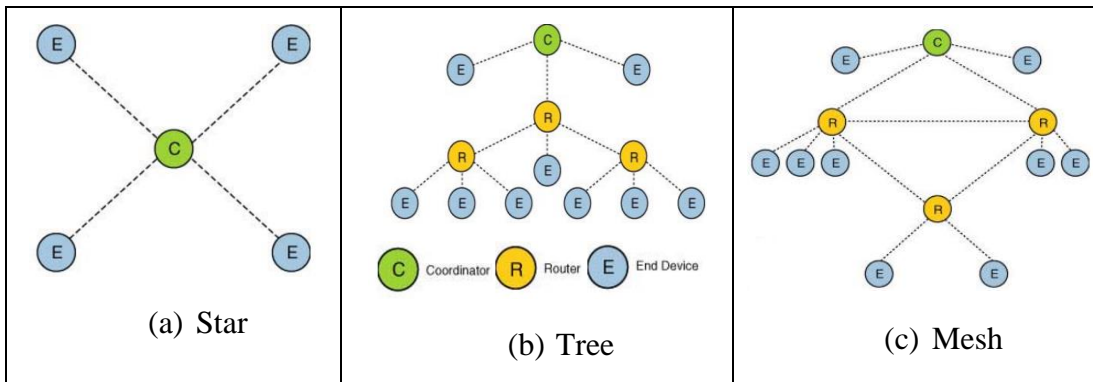 E E
C
E E
(a) Star
C
E E
R
R R
E
E E E E E E
C Coordinator R Router E End Device
(b) Tree
C
E E
R R
E E E E E
R
E E
(c) Mesh